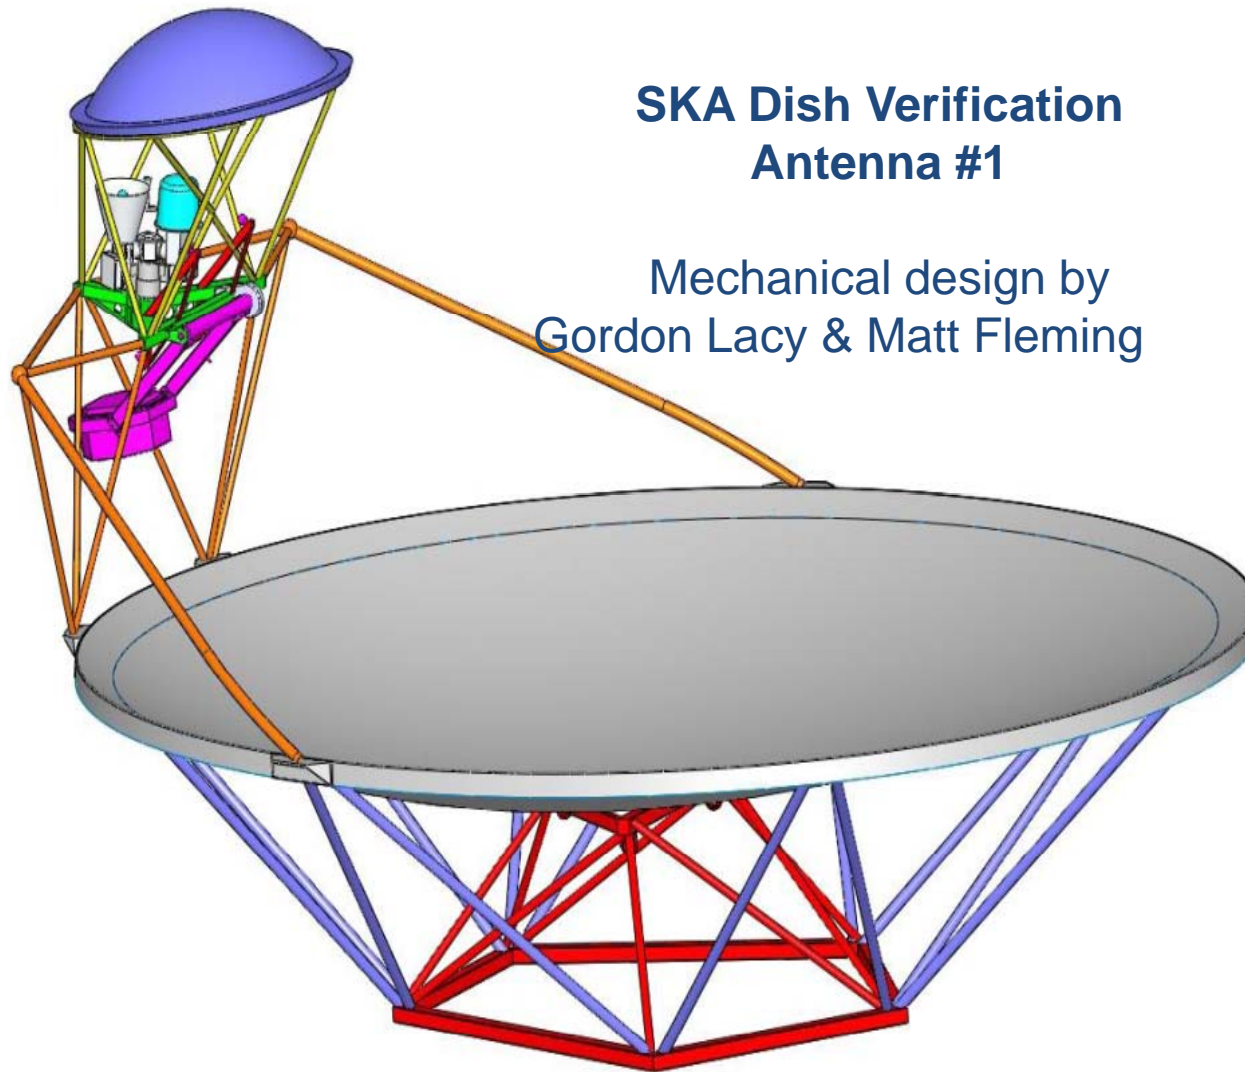 SKA Dish Verification
Antenna #1
Mechanical design by
Gordon Lacy & Matt Fleming